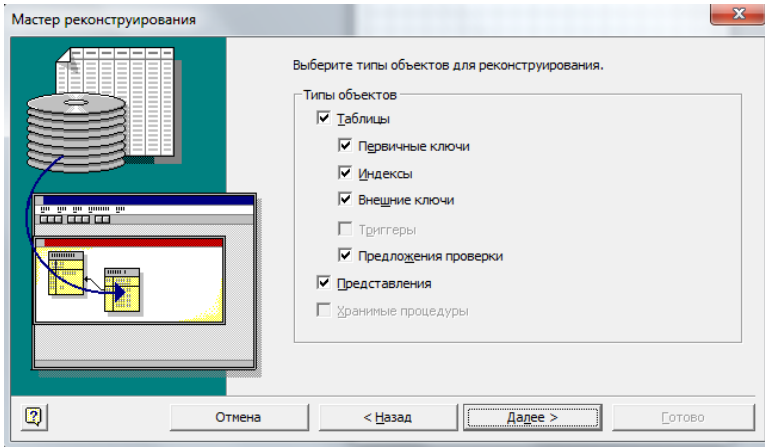 Мастер реконструирования
Выберите типы объектов для реконструирования.
Типы объектов
Таблицы
Первичные ключи
Индексы
Внешние ключи
Триггеры
Предложения проверки
Представления
Хранимые процедуры
Отмена
< Назад
Далее >
Готово